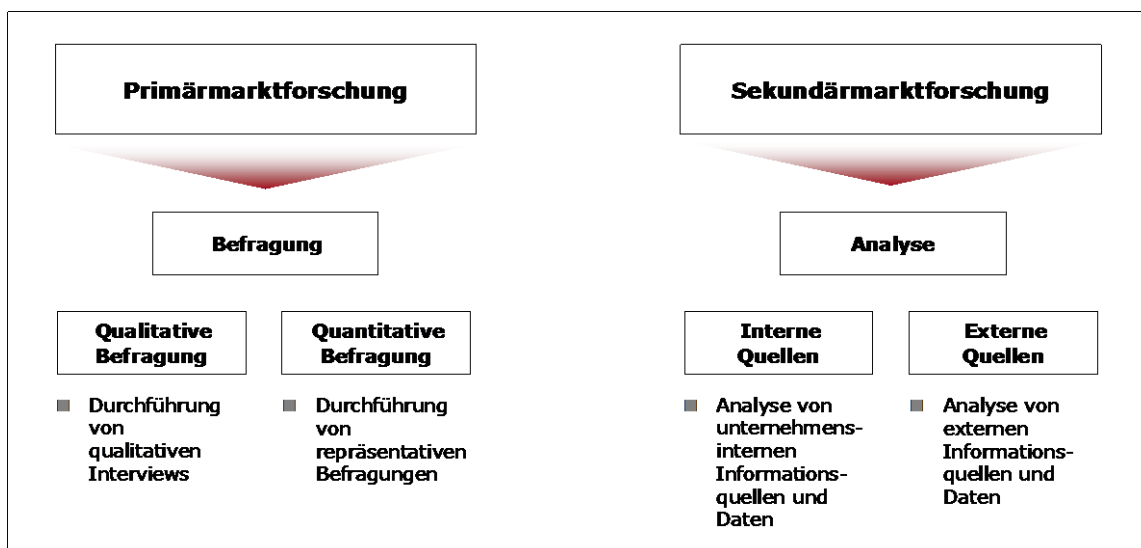 Primärmarktforschung
Sekundärmarktforschung
Befragung
Analyse
Qualitative
Befragung
Quantitative
Befragung
Interne
Quellen
Externe
Quellen
Durchführung
von
qualitativen
Interviews
Durchführung
von
repräsentativen
Befragungen
Analyse von
unternehmens-
internen
Informations-
quellen und
Daten
Analyse von
externen
Informations-
quellen und
Daten